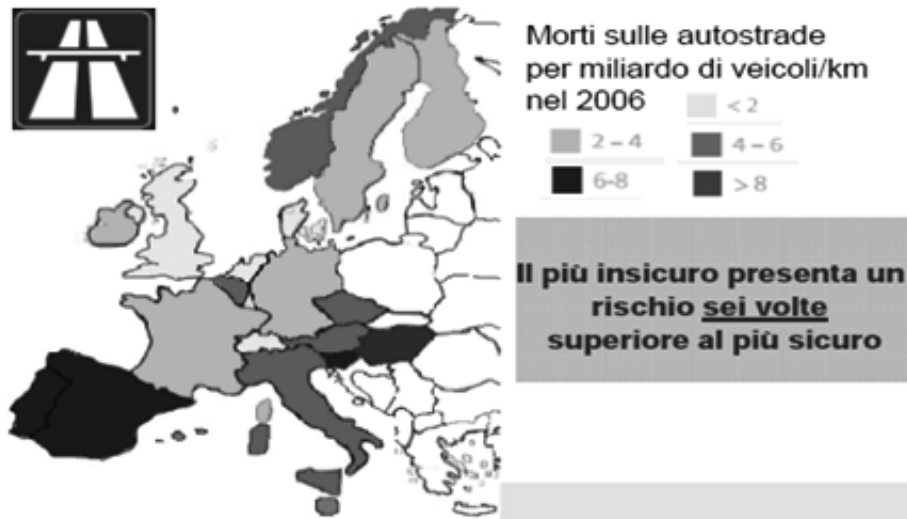 Morti sulle autostrade
per miliardo di veicoli/km
nel 2006
< 2
2 – 4
4 – 6
6-8
> 8
Il più insicuro presenta un
rischio sei volte
superiore al più sicuro